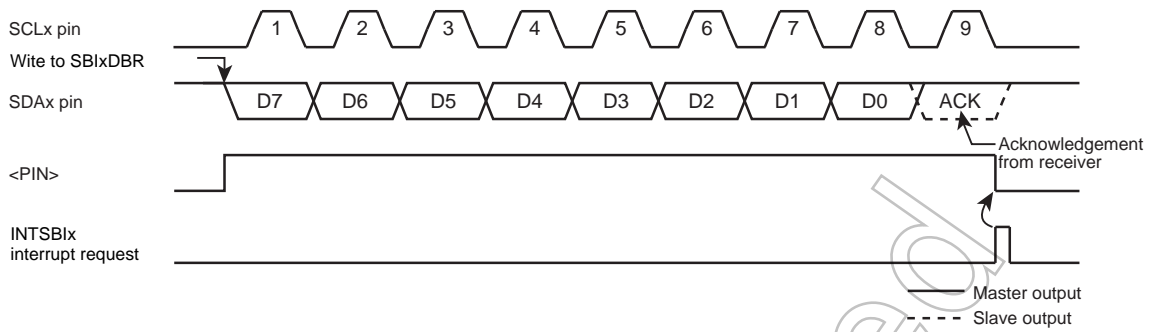 SCLx pin 1 2 3 4 5 6 7 8 9
Wite to SBIxDBR
SDAx pin D7 D6 D5 D4 D3 D2 D1 D0 ACK
Acknowledgement
from receiver
<PIN>
INTSBIx
interrupt request
Master output
Slave output